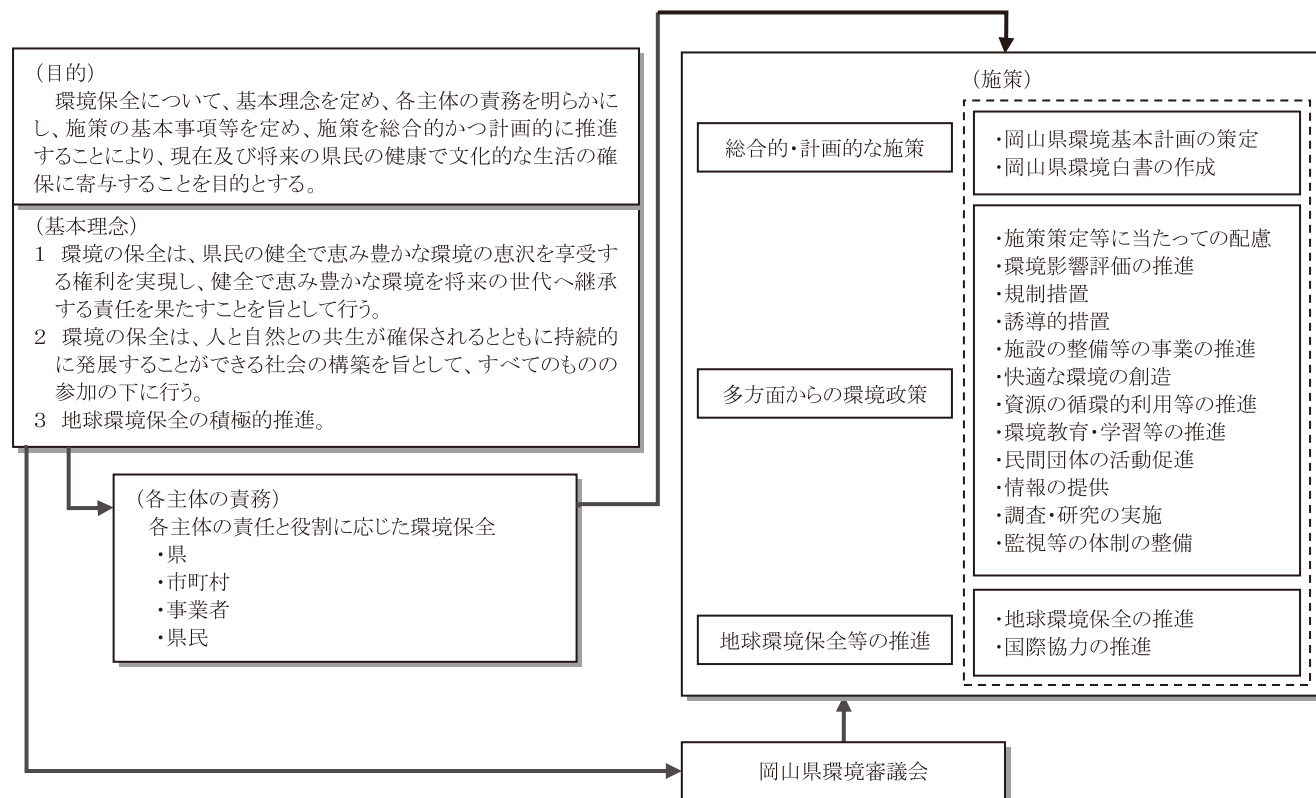 (目的)
環境保全について、基本理念を定め、各主体の責務を明らかに
し、施策の基本事項等を定め、施策を総合的かつ計画的に推進
することにより、現在及び将来の県民の健康で文化的な生活の確
保に寄与することを目的とする。
(基本理念)
1 環境の保全は、県民の健全で恵み豊かな環境の恵沢を享受す
る権利を実現し、健全で恵み豊かな環境を将来の世代へ継承
する責任を果たすことを旨として行う。
2 環境の保全は、人と自然との共生が確保されるとともに持続的
に発展することができる社会の構築を旨として、すべてのものの
参加の下に行う。
3 地球環境保全の積極的推進。
(各主体の責務)
各主体の責任と役割に応じた環境保全
・県
・市町村
・事業者
・県民
(施策)
総合的・計画的な施策
・岡山県環境基本計画の策定
・岡山県環境白書の作成
多方面からの環境政策
・施策策定等に当たっての配慮
・環境影響評価の推進
・規制措置
・誘導的措置
・施設の整備等の事業の推進
・快適な環境の創造
・資源の循環的利用等の推進
・環境教育・学習等の推進
・民間団体の活動促進
・情報の提供
・調査・研究の実施
・監視等の体制の整備
地球環境保全等の推進
・地球環境保全の推進
・国際協力の推進
岡山県環境審議会